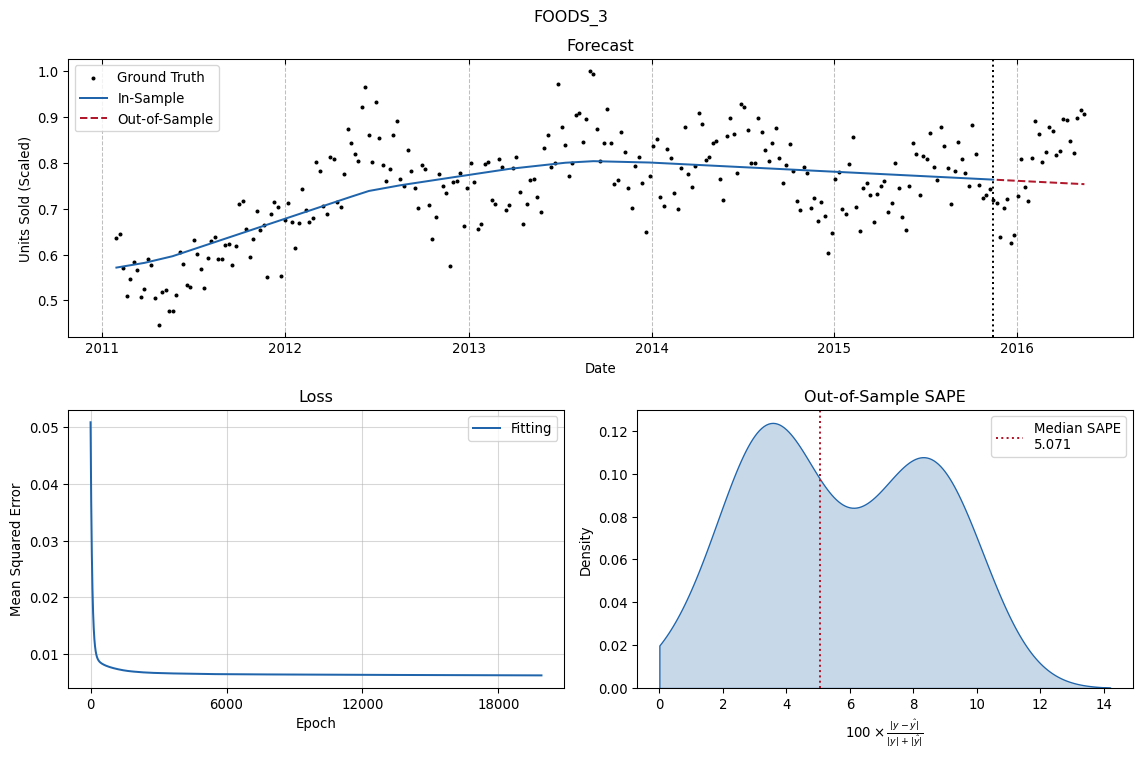 FOODS_3
Forecast
Units Sold (Scaled)
1.0
0.9
0.8
0.7
0.6
0.5
Ground Truth
In-Sample
Out-of-Sample
2011 2012 2013 2014 2015 2016
Date
Loss
Mean Squared Error
0.05
0.04
0.03
0.02
0.01
Fitting
0 6000 12000 18000
Epoch
Out-of-Sample SAPE
Density
0.12
0.10
0.08
0.06
0.04
0.02
0.00
Median SAPE
5.071
0 2 4 6 8 10 12 14
100 × |y − ŷ| / |y| + |ŷ|